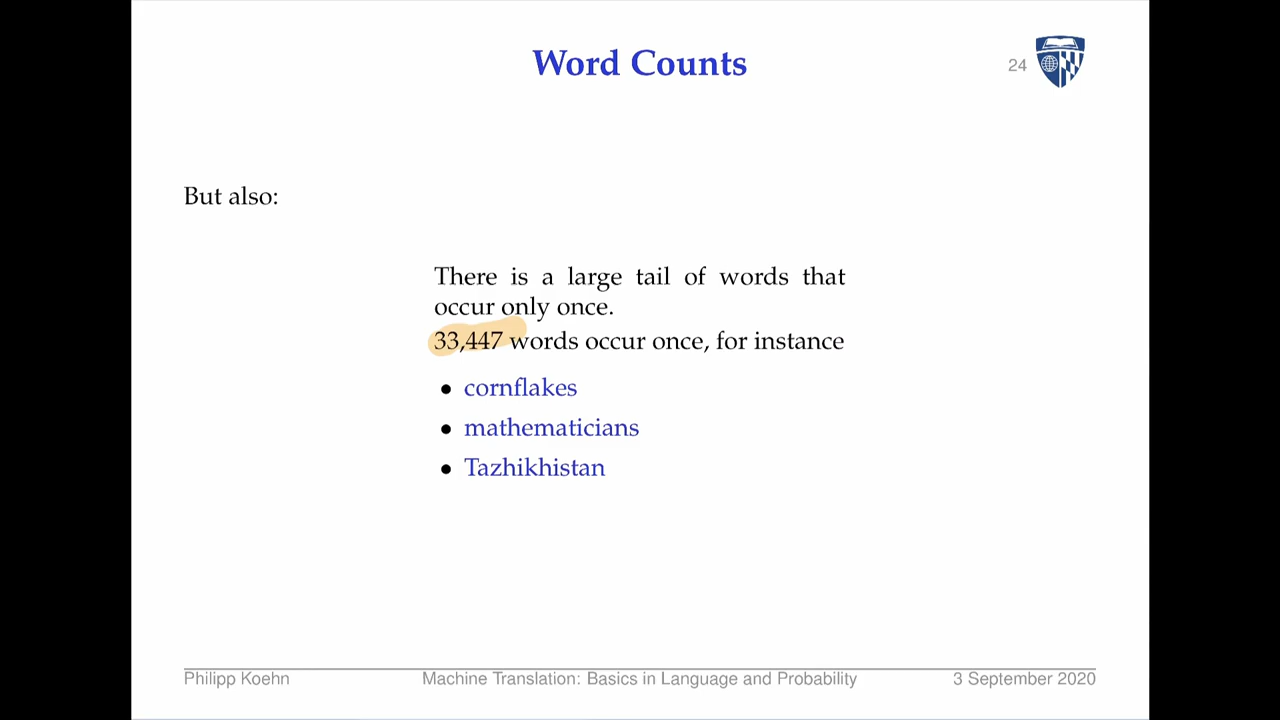 Word Counts
24
But also:
There is a large tail of words that
occur only once.
33,447 words occur once, for instance
• cornflakes
• mathematicians
• Tazhikhistan
Philipp Koehn
Machine Translation: Basics in Language and Probability
3 September 2020